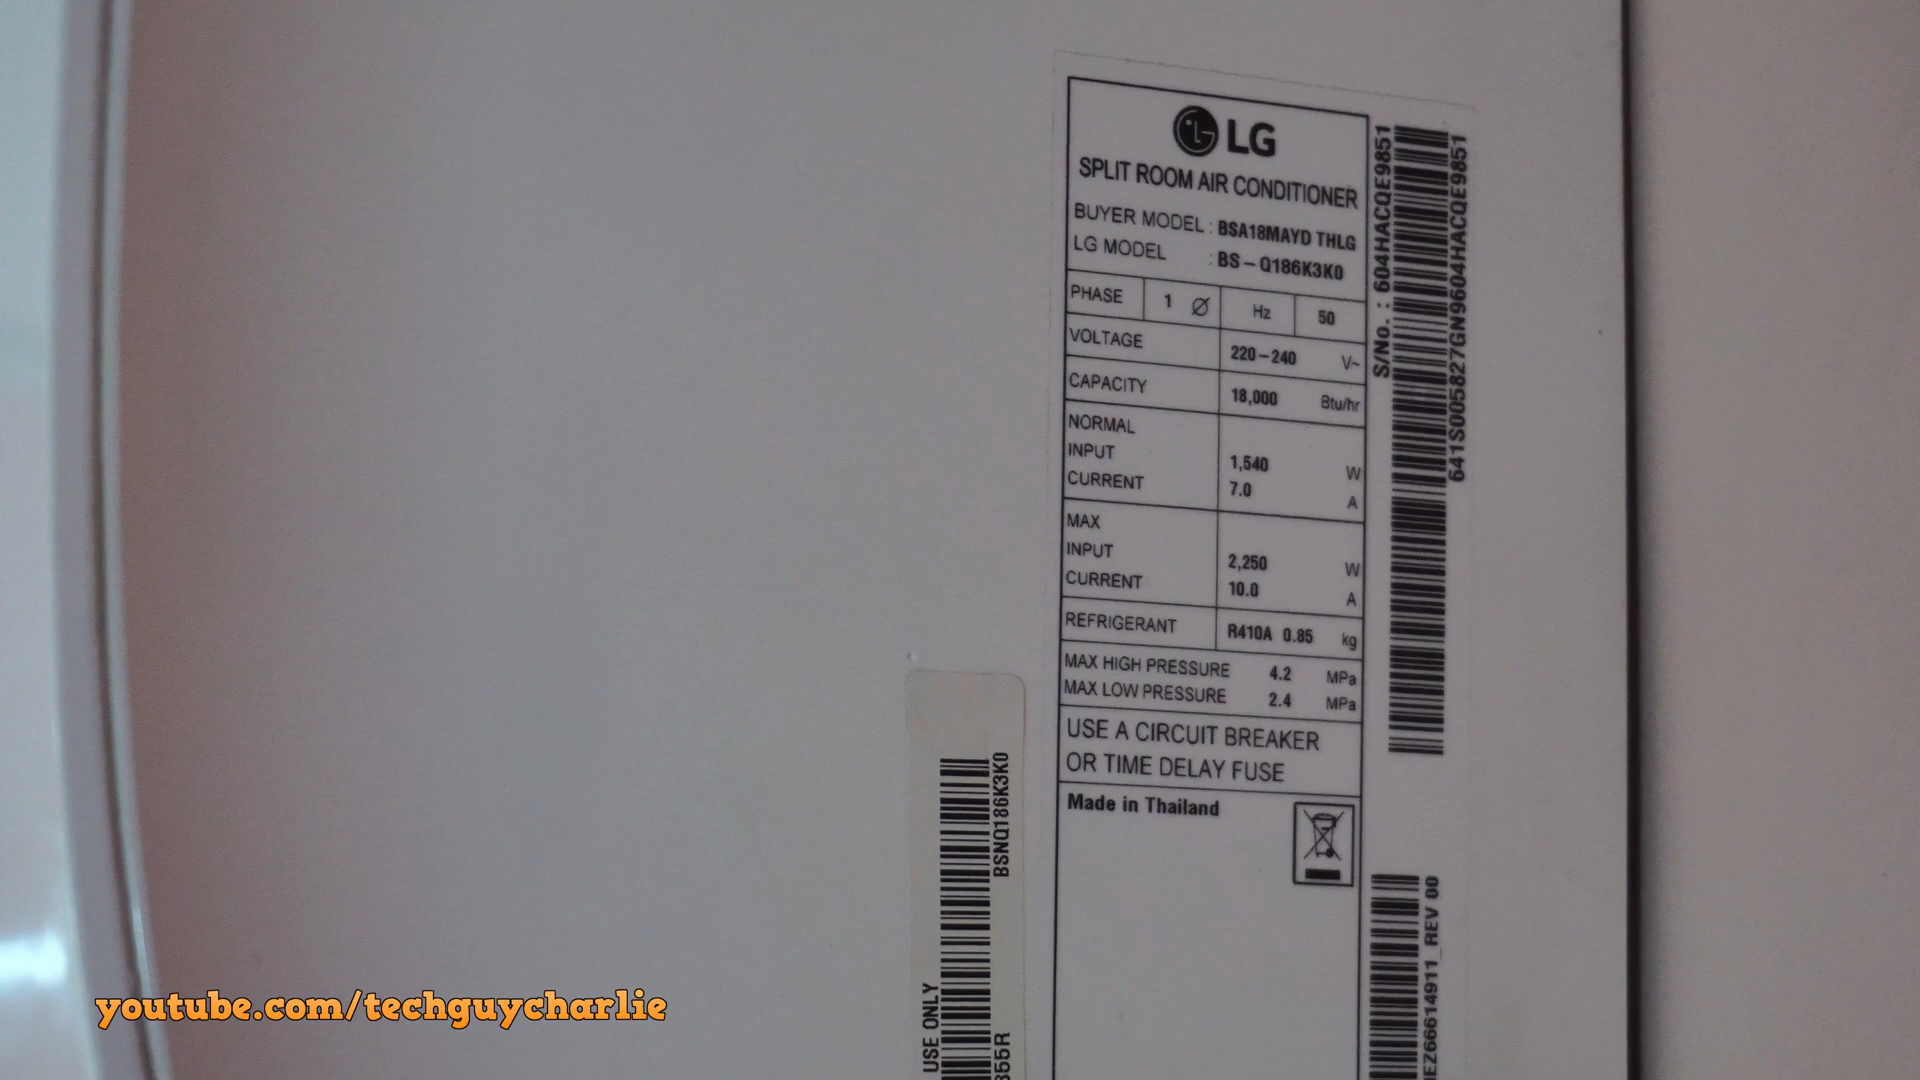 LG
SPLIT ROOM AIR CONDITIONER
BUYER MODEL : BSA18MAYD THLG
LG MODEL : BS-Q186K3K0
PHASE 1 Ø Hz 50
VOLTAGE 220-240 V~
CAPACITY 18,000 Btu/hr
NORMAL
INPUT 1,540 W
CURRENT 7.0 A
MAX
INPUT 2,250 W
CURRENT 10.0 A
REFRIGERANT R410A 0.85 kg
MAX HIGH PRESSURE 4.2 MPa
MAX LOW PRESSURE 2.4 MPa
USE A CIRCUIT BREAKER
OR TIME DELAY FUSE
Made in Thailand
S/No. : 604HACQE9851
641S005827GN9604HACQE9851
EZ66614911_REV 00
BSNQ186K3K0
USE ONLY
855R
youtube.com/techguycharlie